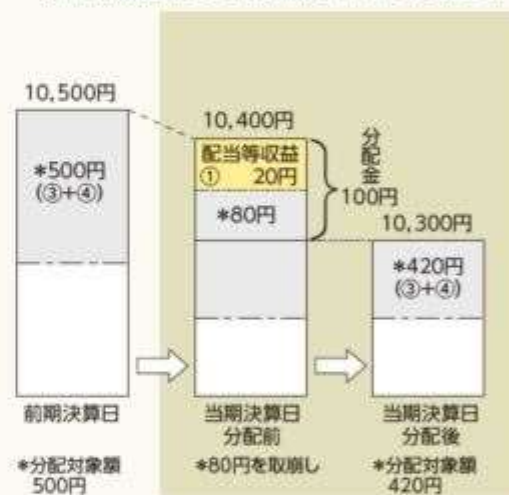 10,500円
*500円
(③+④)
前期決算日
*分配対象額
500円
10,400円
配当等収益
① 20円
*80円
分配金
100円
当期決算日
分配前
*80円を取崩し
10,300円
*420円
(③+④)
当期決算日
分配後
*分配対象額
420円